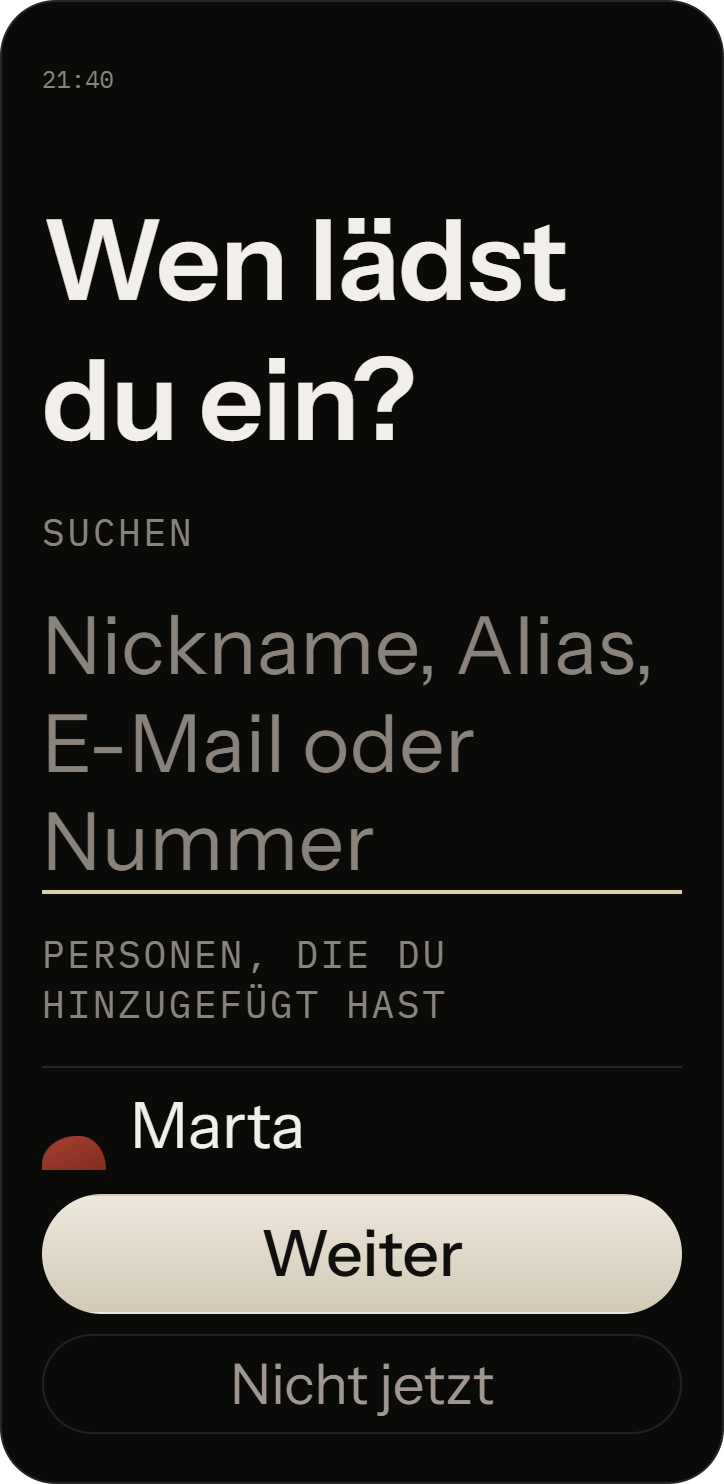 21:40
Wen lädst
du ein?
SUCHEN
Nickname, Alias,
E-Mail oder
Nummer
PERSONEN, DIE DU
HINZUGEFÜGT HAST
Marta
Weiter
Nicht jetzt